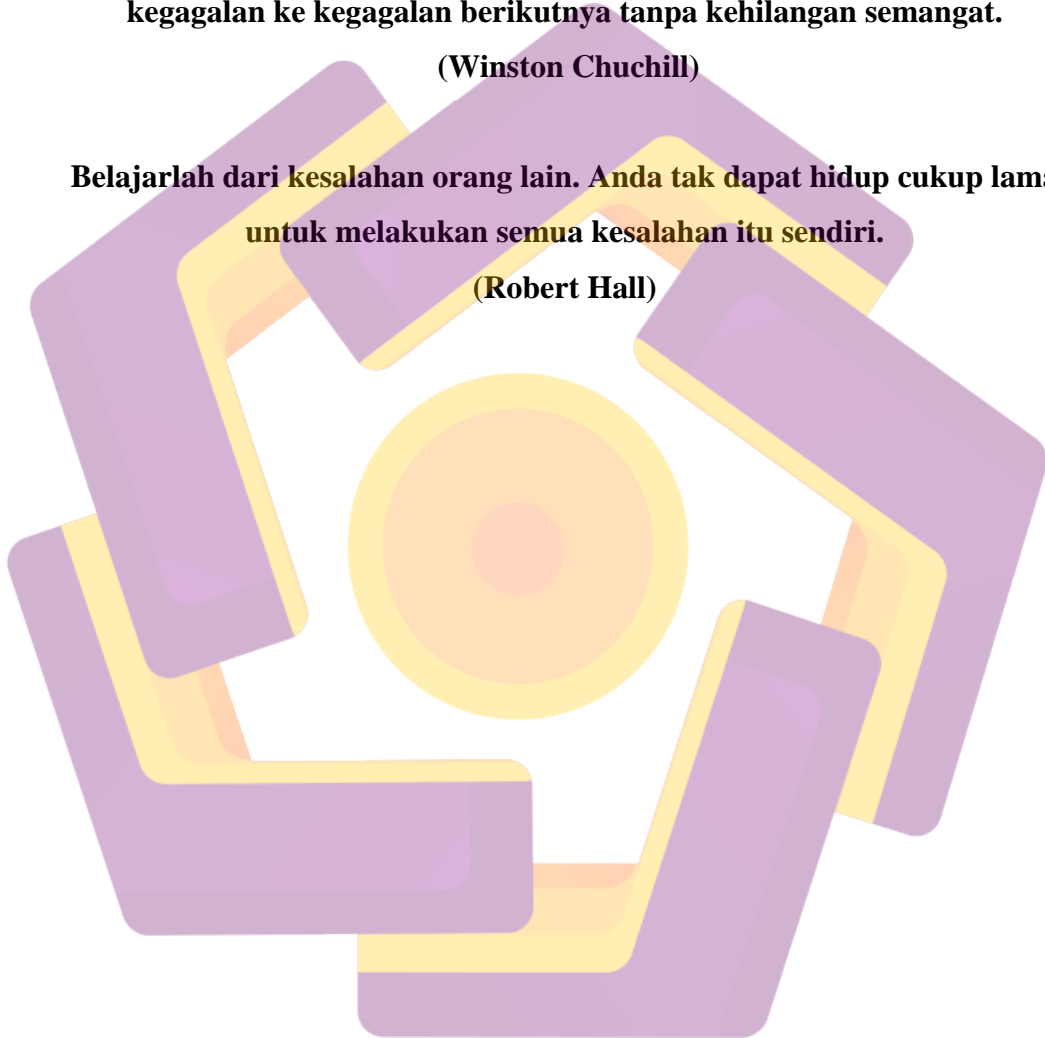 kegagalan ke kegagalan berikutnya tanpa kehilangan semangat.
(Winston Chuchill)
Belajarlah dari kesalahan orang lain. Anda tak dapat hidup cukup lama
untuk melakukan semua kesalahan itu sendiri.
(Robert Hall)